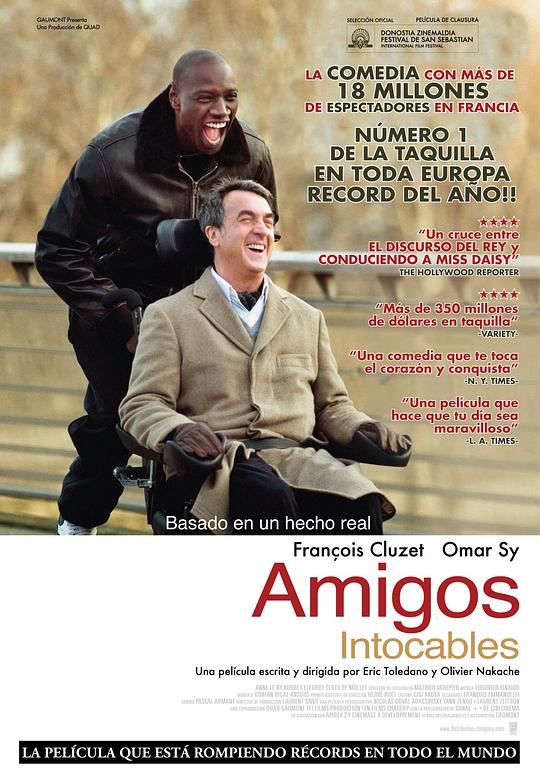 GAUMONT Presenta
Una Producción de QUAD
SELECCIÓN OFICIAL PELÍCULA DE CLAUSURA
DONOSTIA ZINEMALDIA
FESTIVAL DE SAN SEBASTIAN
INTERNATIONAL FILM FESTIVAL
LA COMEDIA CON MÁS DE
18 MILLONES
DE ESPECTADORES EN FRANCIA
NÚMERO 1
DE LA TAQUILLA
EN TODA EUROPA
RECORD DEL AÑO!!
★★★★
"Un cruce entre
EL DISCURSO DEL REY y
CONDUCIENDO A MISS DAISY"
THE HOLLYWOOD REPORTER
★★★★
"Más de 350 millones
de dólares en taquilla"
-VARIETY-
"Una comedia que te toca
el corazón y conquista"
-N. Y. TIMES-
"Una película que
hace que tu día sea
maravilloso"
-L. A. TIMES-
Basado en un hecho real
François Cluzet Omar Sy
Amigos
Intocables
Una película escrita y dirigida por Eric Toledano y Olivier Nakache
www.distribution-company.com
LA PELÍCULA QUE ESTÁ ROMPIENDO RÉCORDS EN TODO EL MUNDO